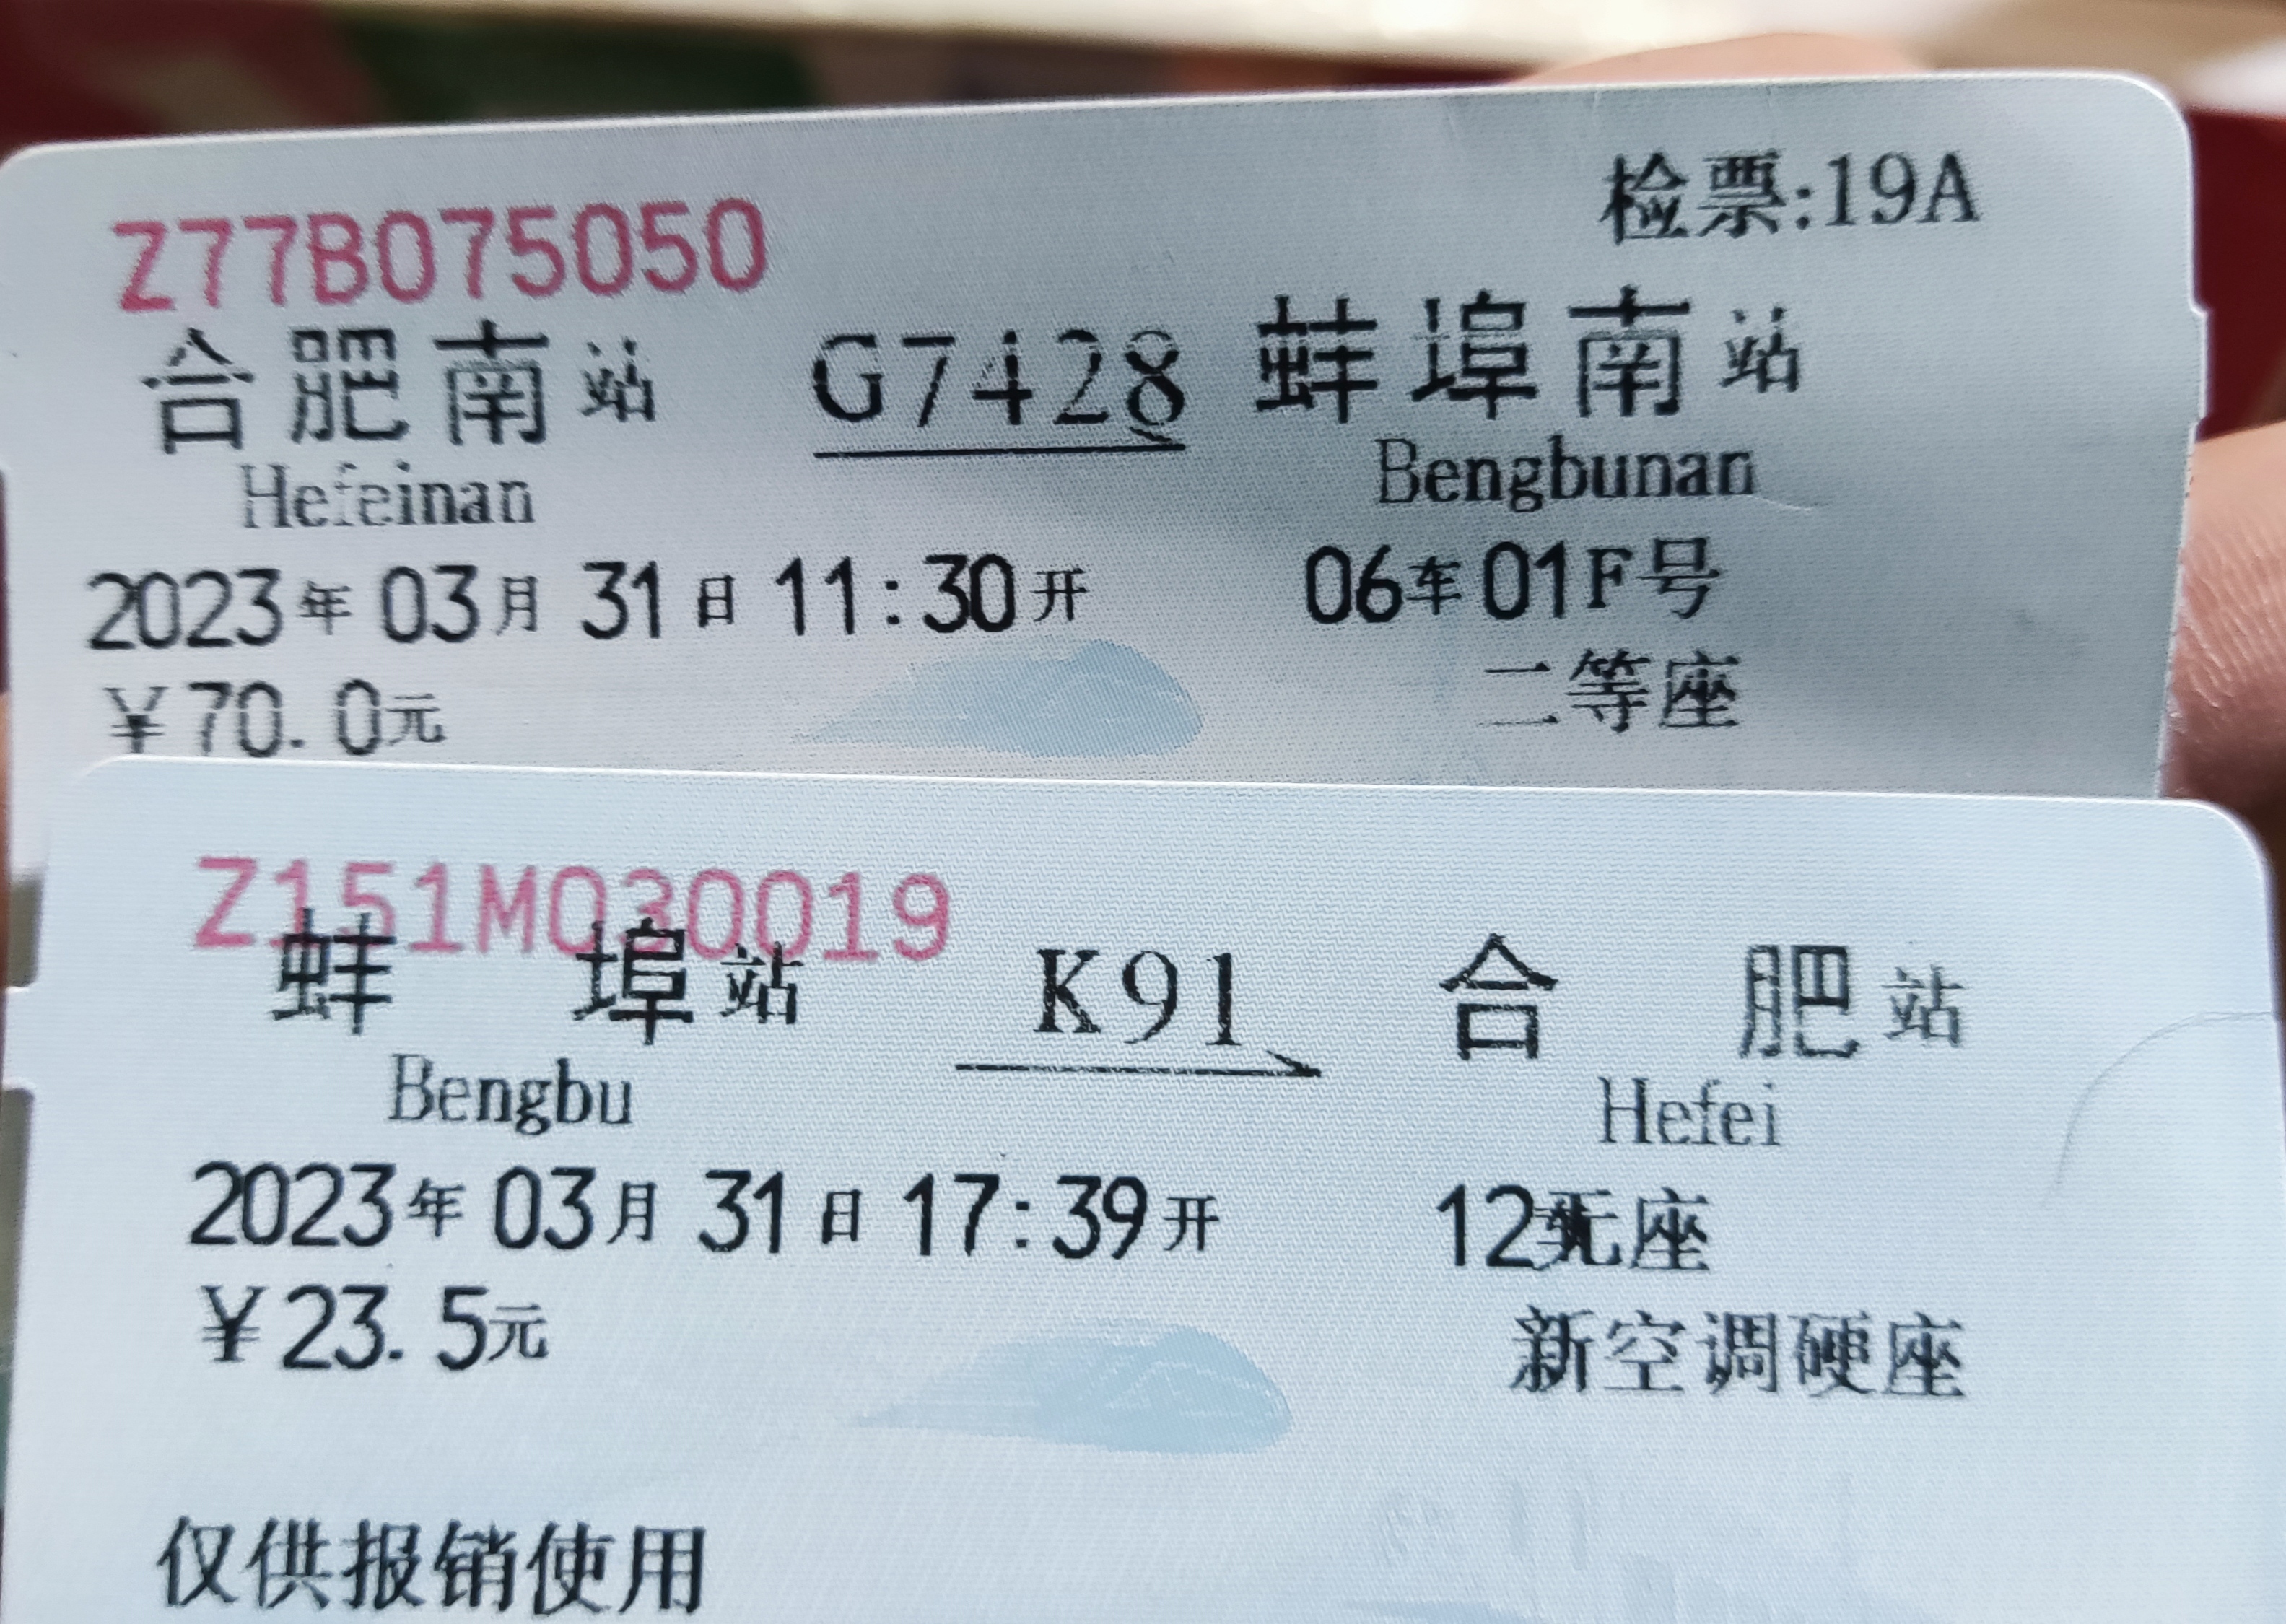 Z77B075050 检票:19A
合肥南站 G7428 蚌埠南站
Hefeinan Bengbunan
2023年03月31日11:30开 06车01F号
¥70.0元 二等座
Z151M030019
蚌埠站 K91 合肥站
Bengbu Hefei
2023年03月31日17:39开 12车无座
¥23.5元 新空调硬座
仅供报销使用